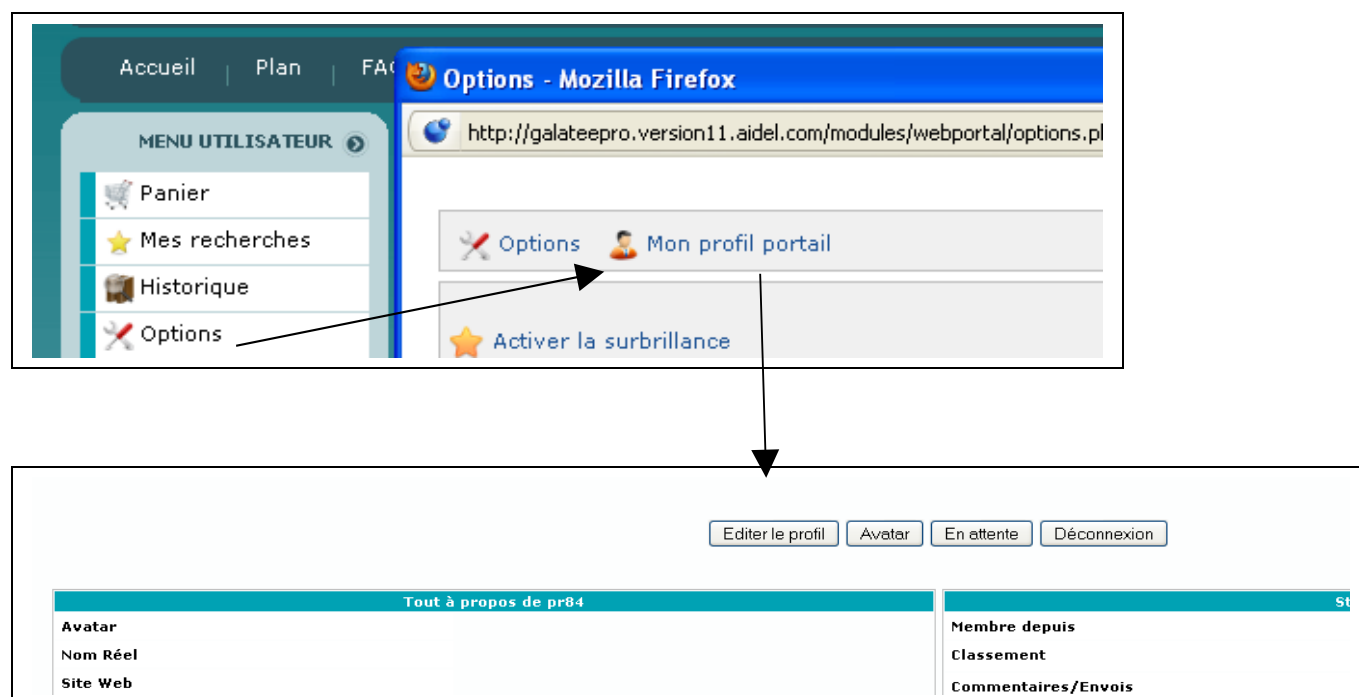 Accueil | Plan | FA
Options - Mozilla Firefox
http://galateepro.version11.aidel.com/modules/webportal/options.p
MENU UTILISATEUR
Panier
Mes recherches
Historique
Options
Options Mon profil portail
Activer la surbrillance
Editer le profil Avatar En attente Déconnexion
Tout à propos de pr84
Avatar
Nom Réel
Site Web
St
Membre depuis
Classement
Commentaires/Envois